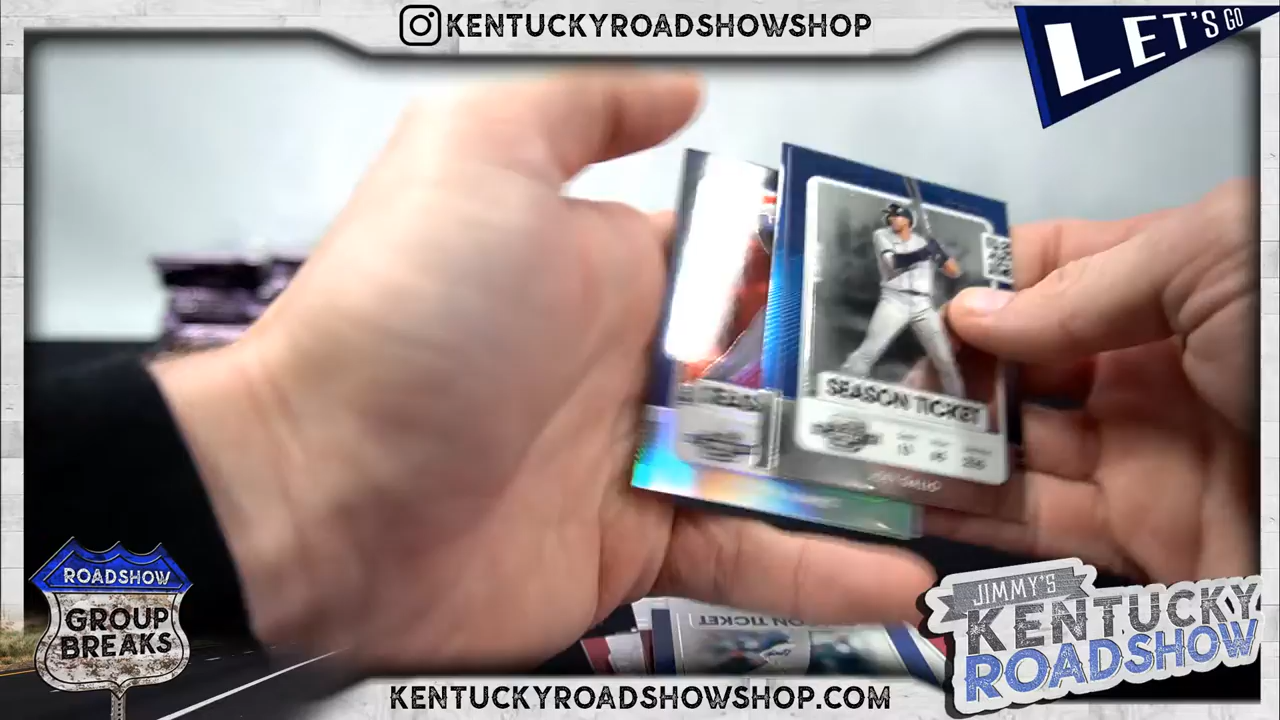 KENTUCKYROADSHOWSHOP
LET'S GO
SEASON TICKET
ROADSHOW
GROUP
BREAKS
JIMMY'S
KENTUCKY
ROADSHOW
KENTUCKYROADSHOWSHOP.COM